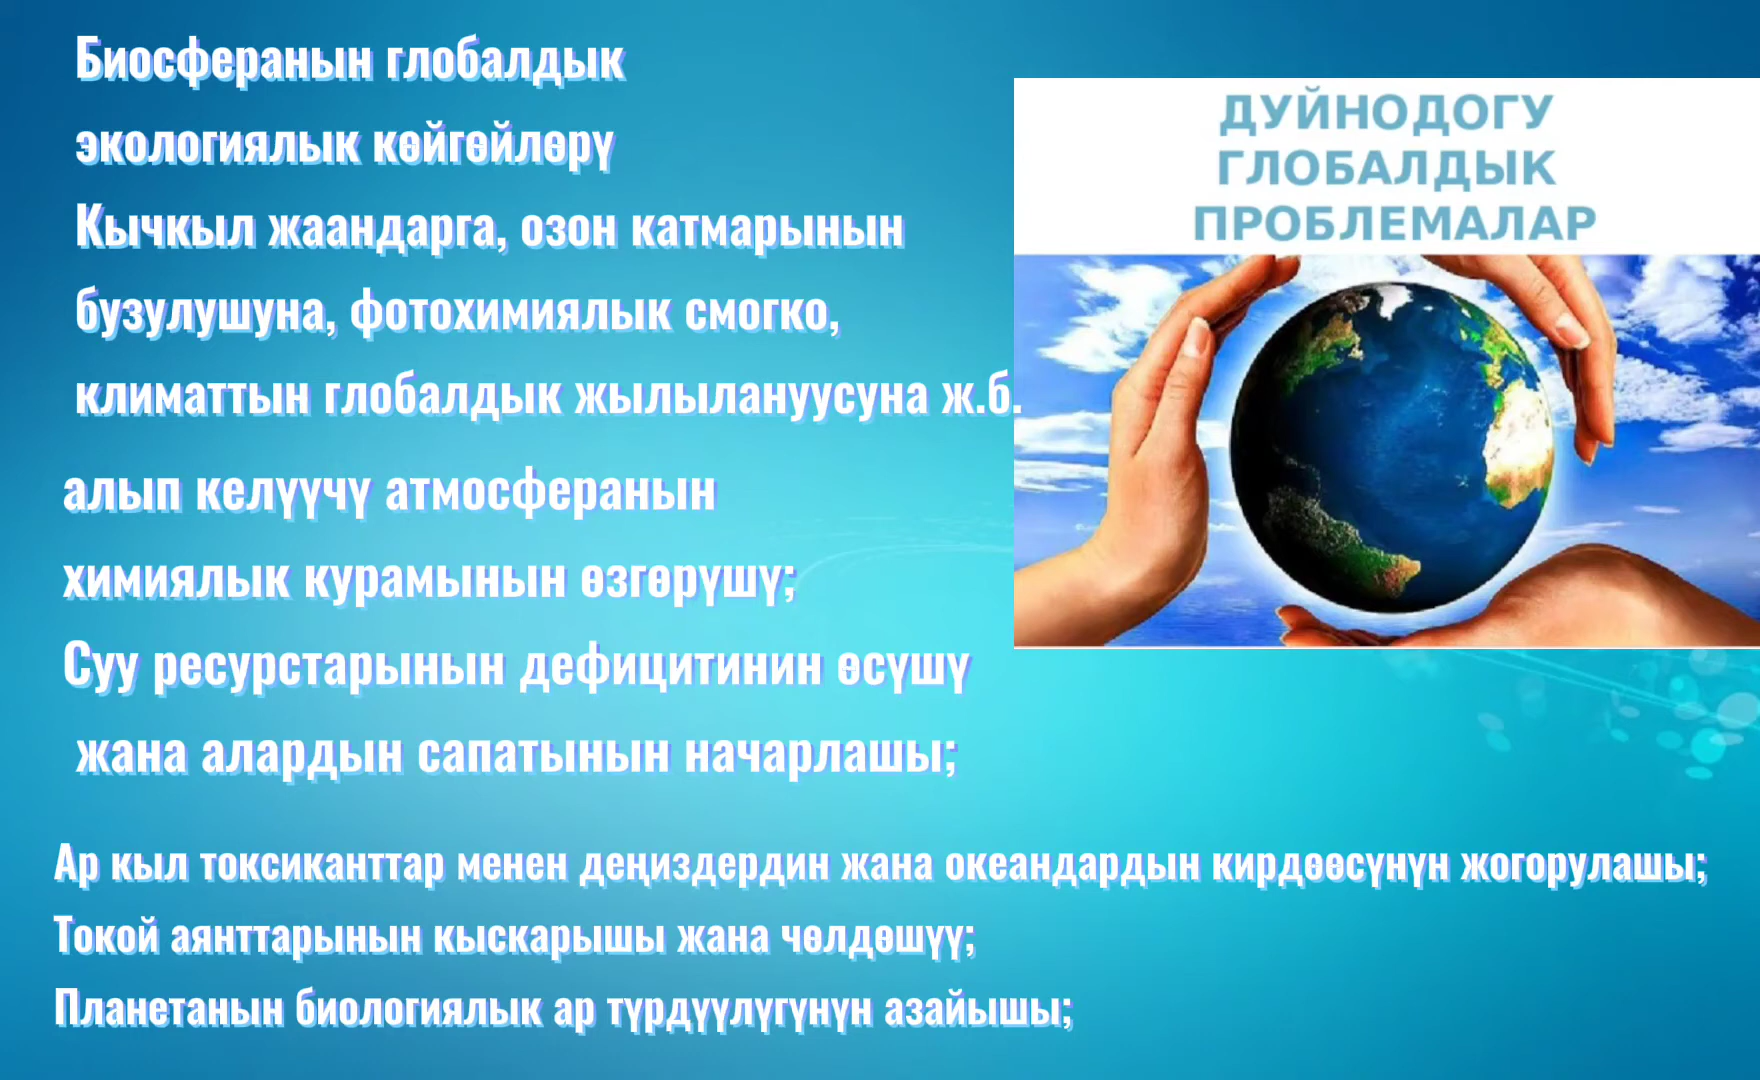 Биосферанын глобалдык
экологиялык көйгөйлөрү
Кычкыл жаандарга, озон катмарынын
бузулушуна, фотохимиялык смогко,
климаттын глобалдык жылылануусуна ж.б.
алып келүүчү атмосферанын
химиялык курамынын өзгөрүшү;
Суу ресурстарынын дефицитинин өсүшү
жана алардын сапатынын начарлашы;
Ар кыл токсиканттар менен деңиздердин жана океандардын кирдөөсүнүн жогорулашы;
Токой аянттарынын кыскарышы жана чөлдөшүү;
Планетанын биологиялык ар түрдүүлүгүнүн азайышы;
ДУЙНОДОГУ
ГЛОБАЛДЫК
ПРОБЛЕМАЛАР